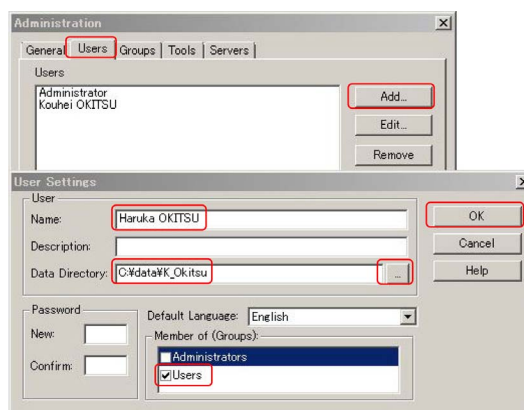 Administration
General Users Groups Tools Servers
Users
Administrator
Kouhei OKITSU
Add...
Edit...
Remove
User Settings
User
Name: Haruka OKITSU
OK
Description:
Cancel
Data Directory: C:¥data¥K_Okitsu ...
Help
Password
New:
Confirm:
Default Language: English
Member of (Groups):
Administrators
Users